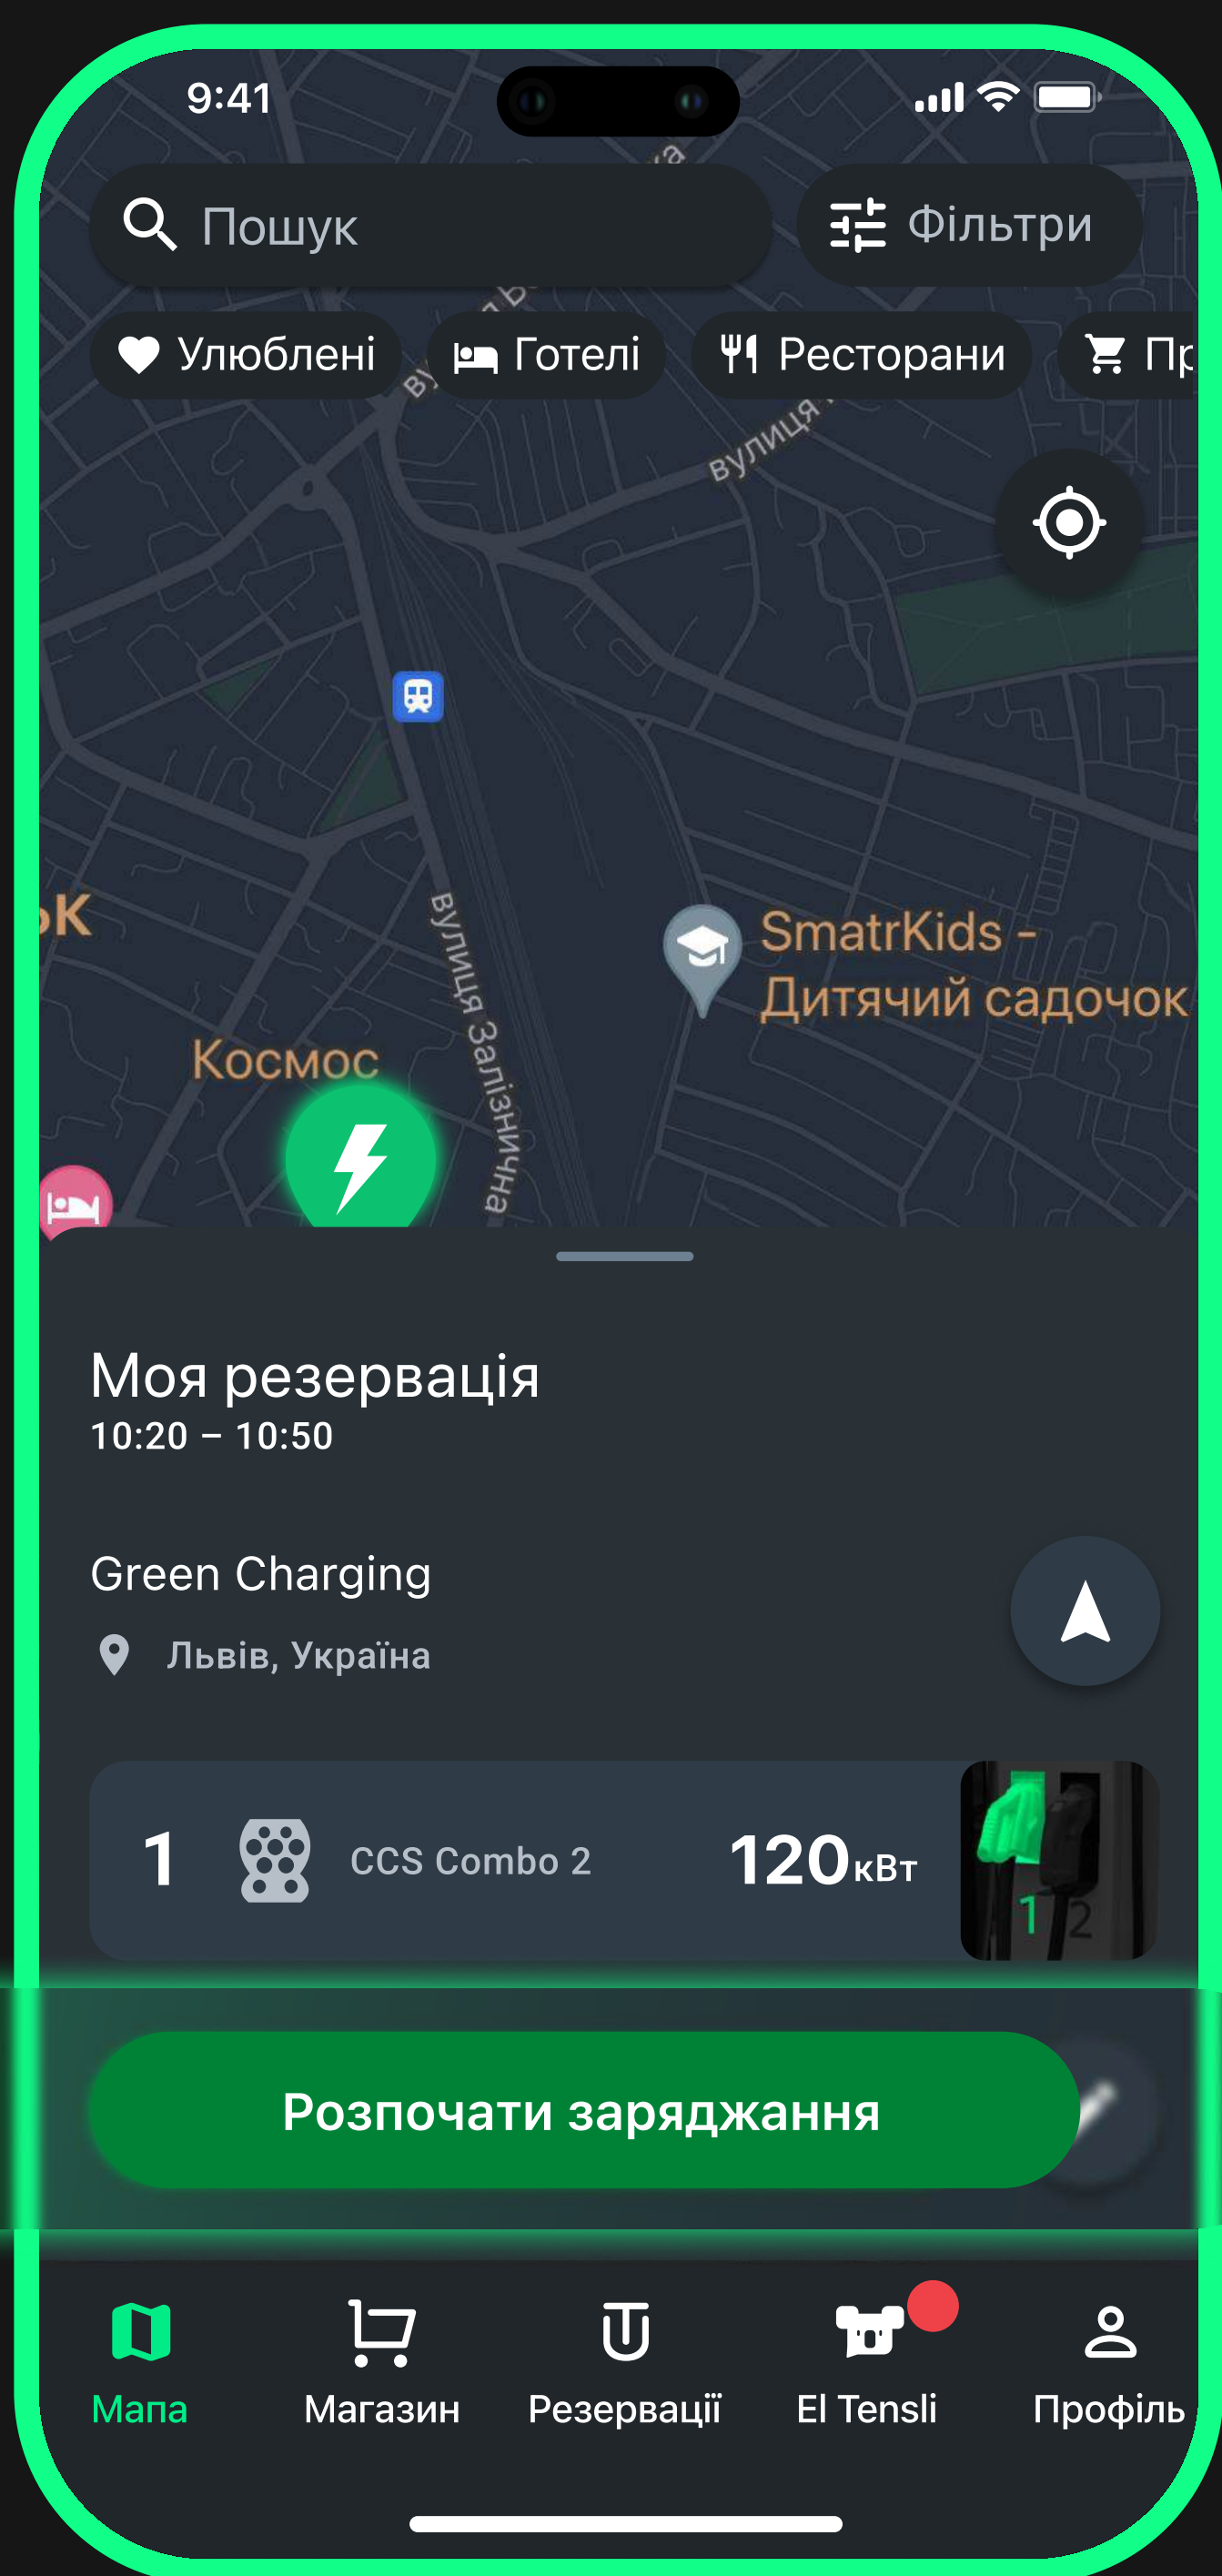 9:41
Пошук
Фільтри
Улюблені
Готелі
Ресторани
вулиця
SmatrKids -
Дитячий садочок
вулиця Залізнична
Космос
Моя резервація
10:20 – 10:50
Green Charging
Львів, Україна
1
CCS Combo 2
120кВт
1 2
Розпочати заряджання
Мапа
Магазин
Резервації
El Tensli
Профіль